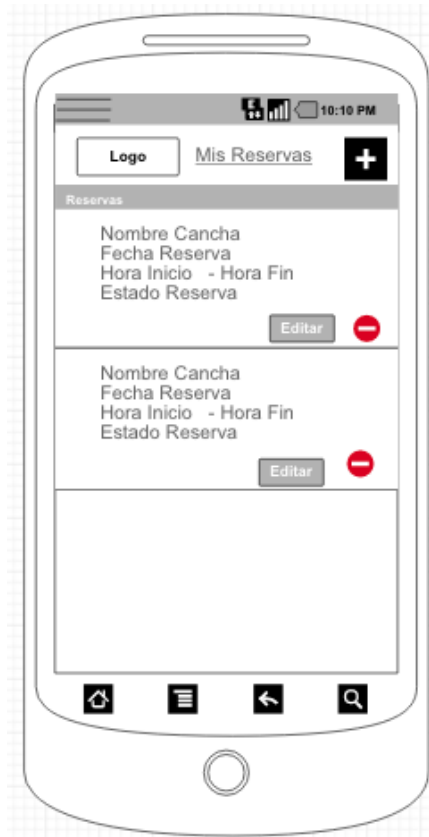 10:10 PM
Logo
Mis Reservas
Reservas
Nombre Cancha
Fecha Reserva
Hora Inicio - Hora Fin
Estado Reserva
Editar
Nombre Cancha
Fecha Reserva
Hora Inicio - Hora Fin
Estado Reserva
Editar